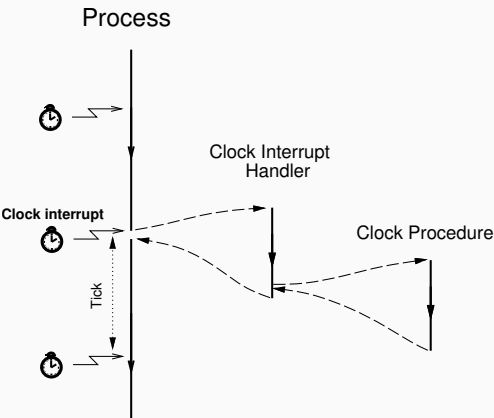 Process
Clock Interrupt
Handler
Clock interrupt
Clock Procedure
Tick